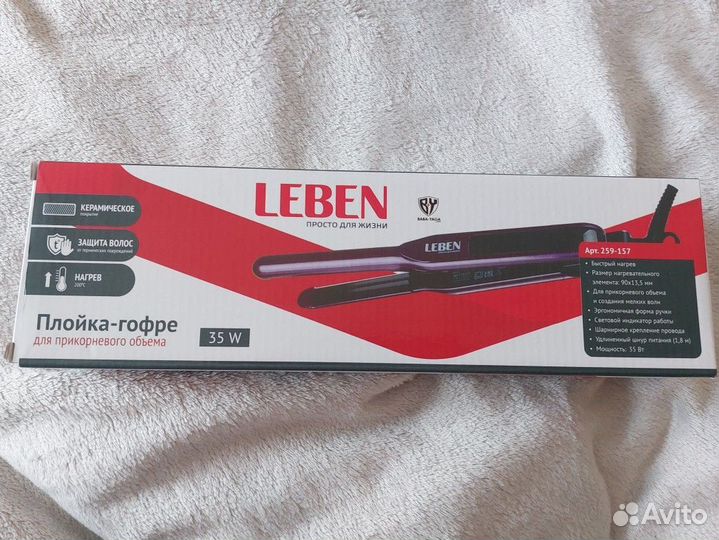 КЕРАМИЧЕСКОЕ
покрытие
ЗАЩИТА ВОЛОС
от термических повреждений
НАГРЕВ
200°C
Плойка-гофре
для прикорневого объема
35 W
LEBEN
ПРОСТО ДЛЯ ЖИЗНИ
BY
BABA-YAGA
LEBEN
Арт. 259-157
• Быстрый нагрев
• Размер нагревательного
элемента: 90х13,5 мм
• Для прикорневого объема
и создания мелких волн
• Эргономичная форма ручки
• Световой индикатор работы
• Шарнирное крепление провода
• Удлиненный шнур питания (1,8 м)
• Мощность: 35 Вт
Avito